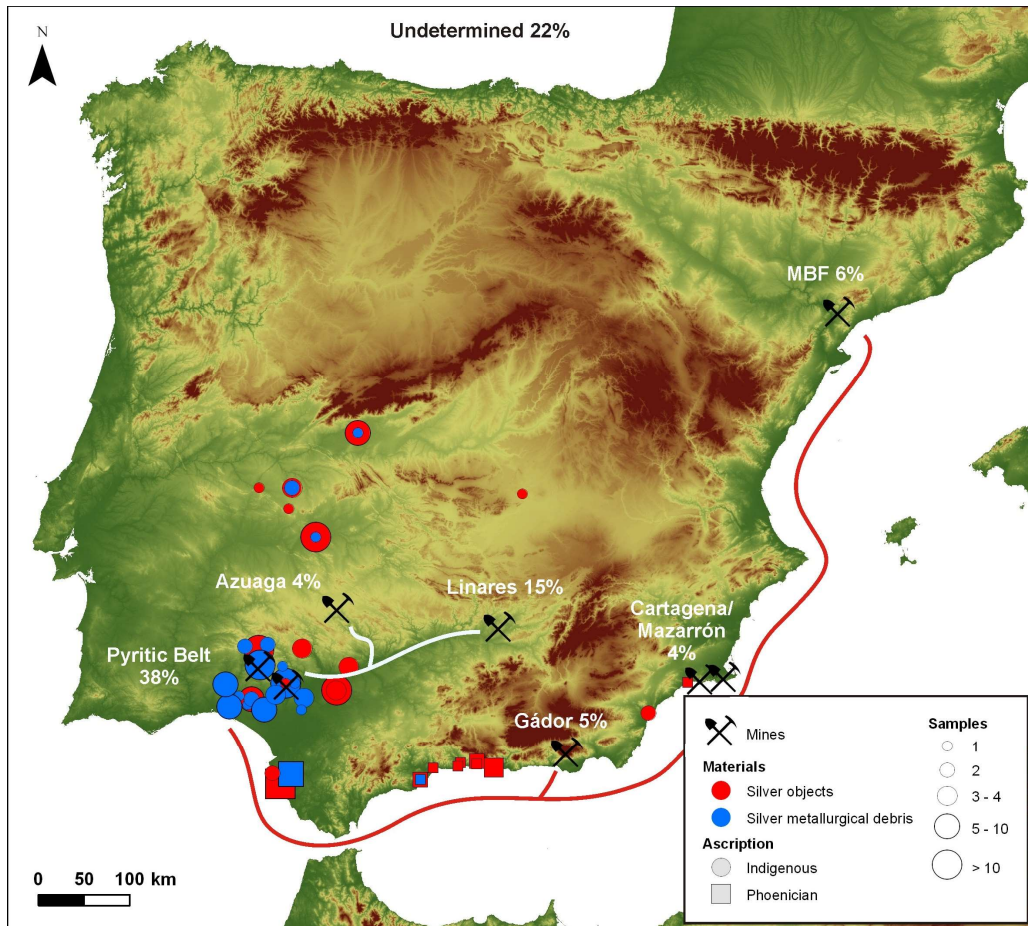 Undetermined 22%
N
MBF 6%
Azuaga 4%
Linares 15%
Cartagena/
Mazarrón
4%
Pyritic Belt
38%
Gádor 5%
0 50 100 km
Mines
Materials
Silver objects
Silver metallurgical debris
Ascription
Indigenous
Phoenician
Samples
1
2
3 - 4
5 - 10
> 10